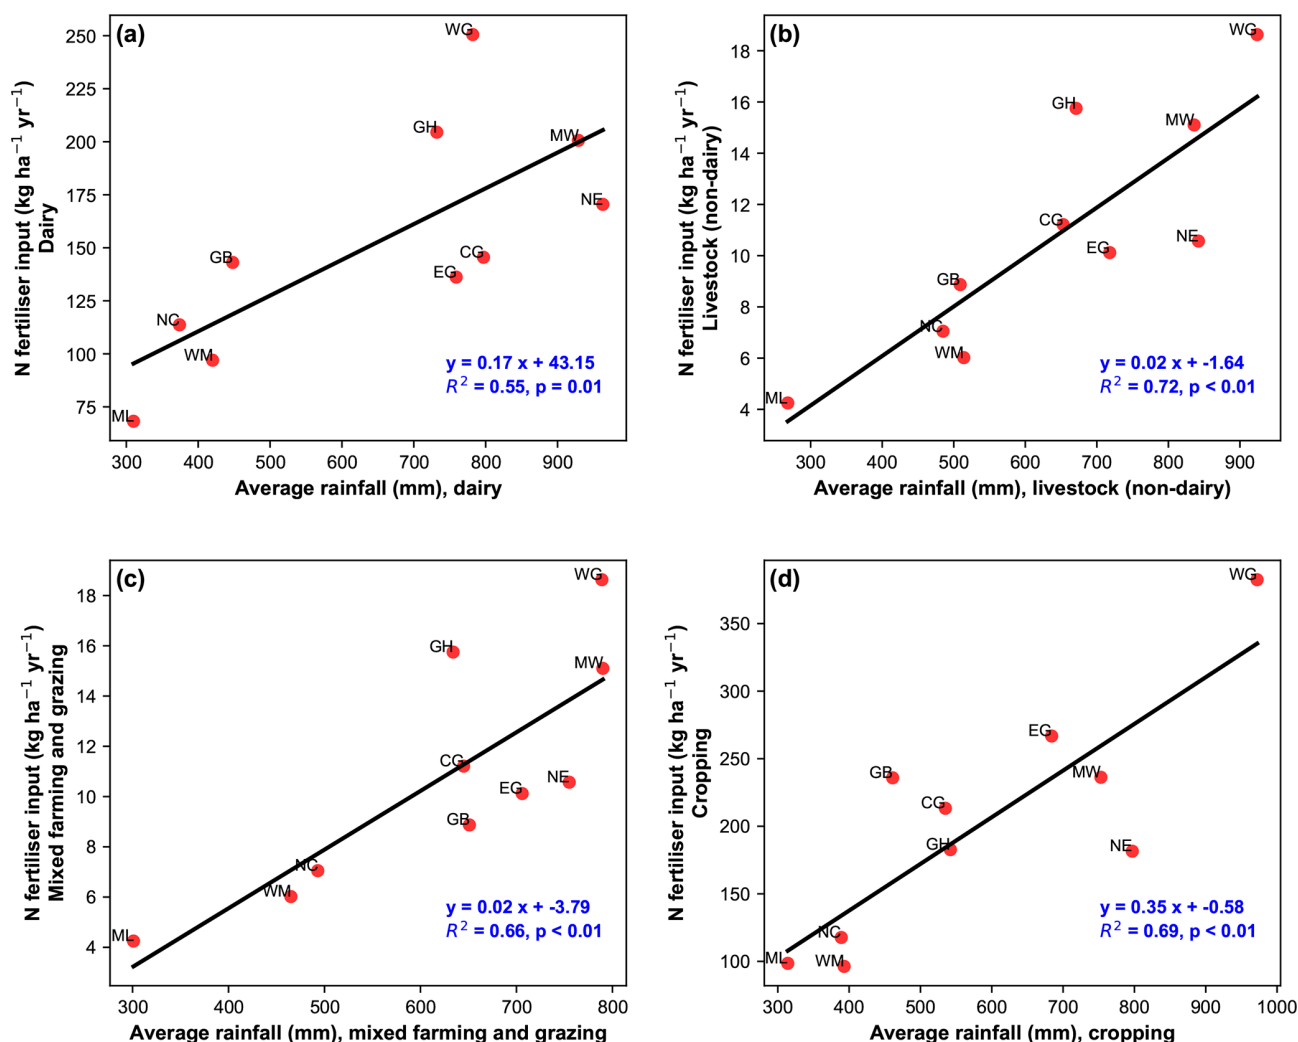 (a)
250
225
200
175
150
125
100
75
N fertiliser input (kg ha⁻¹ yr⁻¹)
Dairy
WG
GH
MW
NE
GB
CG
EG
NC
WM
ML
y = 0.17 x + 43.15
R² = 0.55, p = 0.01
300 400 500 600 700 800 900
Average rainfall (mm), dairy
(b)
18
16
14
12
10
8
6
4
N fertiliser input (kg ha⁻¹ yr⁻¹)
Livestock (non-dairy)
WG
GH
MW
CG
NE
EG
GB
NC
WM
ML
y = 0.02 x + -1.64
R² = 0.72, p < 0.01
300 400 500 600 700 800 900
Average rainfall (mm), livestock (non-dairy)
(c)
18
16
14
12
10
8
6
4
N fertiliser input (kg ha⁻¹ yr⁻¹)
Mixed farming and grazing
WG
GH
MW
CG
NE
EG
GB
NC
WM
ML
y = 0.02 x + -3.79
R² = 0.66, p < 0.01
300 400 500 600 700 800
Average rainfall (mm), mixed farming and grazing
(d)
350
300
250
200
150
100
N fertiliser input (kg ha⁻¹ yr⁻¹)
Cropping
WG
EG
GB
MW
CG
GH
NE
NC
ML
WM
y = 0.35 x + -0.58
R² = 0.69, p < 0.01
300 400 500 600 700 800 900 1000
Average rainfall (mm), cropping